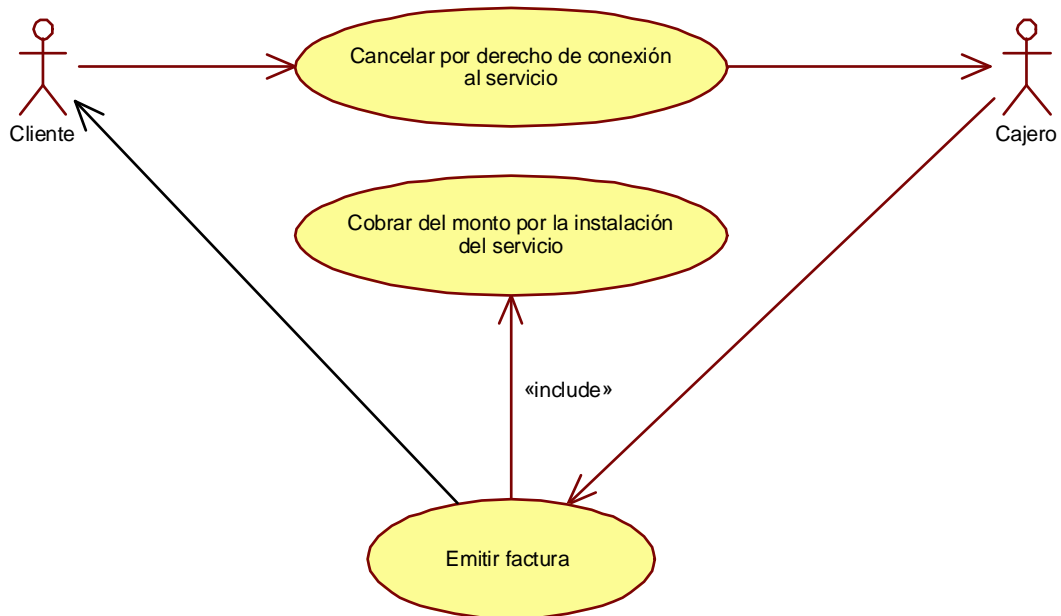 Cancelar por derecho de conexión
al servicio
Cliente
Cajero
Cobrar del monto por la instalación
del servicio
«include»
Emitir factura